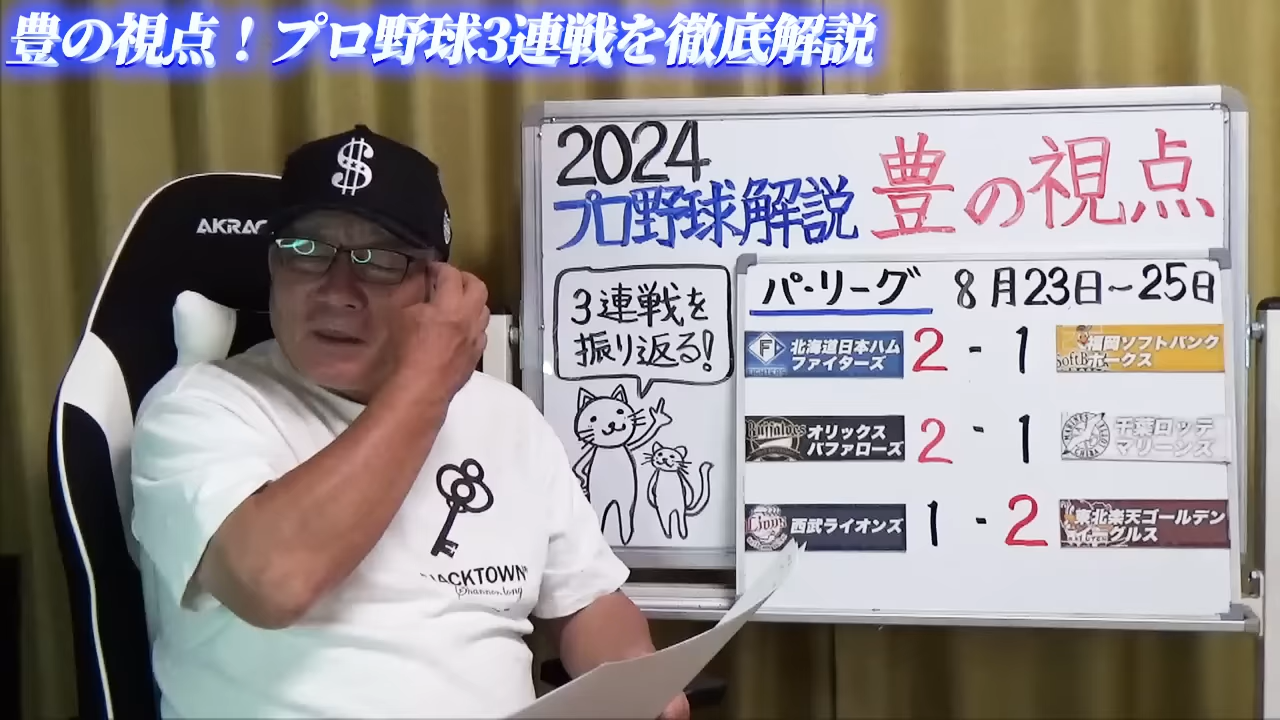 豊の視点！プロ野球3連戦を徹底解説
2024
プロ野球解説 豊の視点
3連戦を
振り返る!
パ・リーグ 8月23日~25日
北海道日本ハム
ファイターズ
2 - 1
福岡ソフトバンク
ホークス
Buffaloes
オリックス
バファローズ
2 - 1
千葉ロッテ
マリーンズ
Lions
西武ライオンズ
1 - 2
東北楽天ゴールデン
グルス
AKRAC
$
"JACKTOWN"
Shannon Long